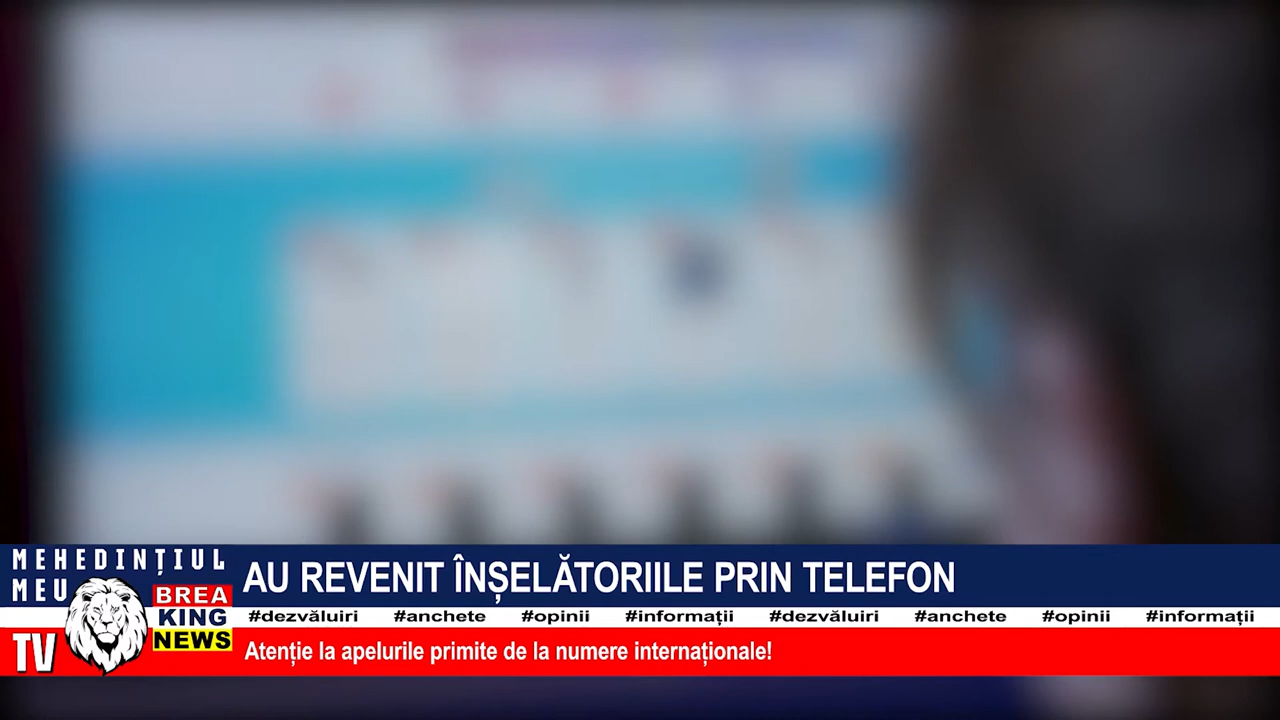 MEHEDINȚIUL
MEU
TV
BREA
KING
NEWS
AU REVENIT ÎNȘELĂTORIILE PRIN TELEFON
#dezvăluiri #anchete #opinii #informații #dezvăluiri #anchete #opinii #informații
Atenție la apelurile primite de la numere internaționale!